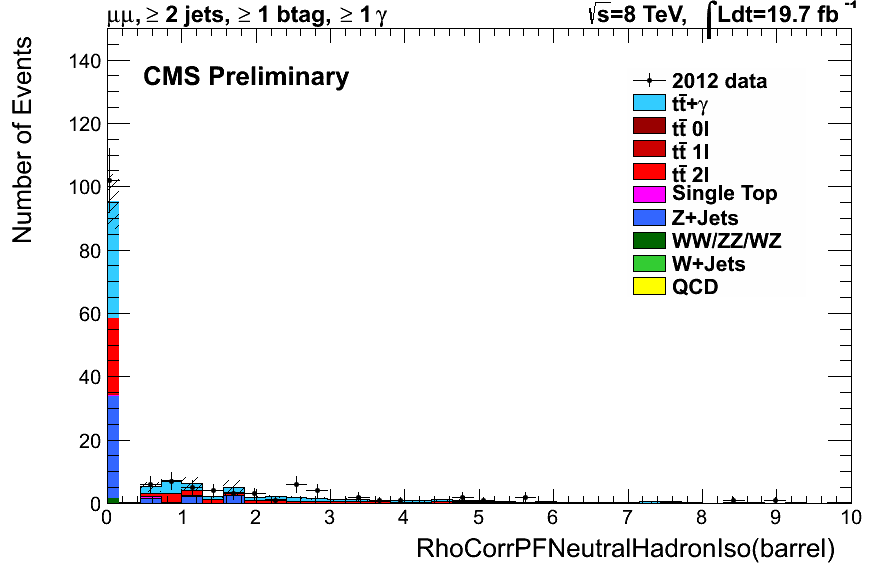 μμ, ≥ 2 jets, ≥ 1 btag, ≥ 1 γ
√s=8 TeV, ∫Ldt=19.7 fb⁻¹
CMS Preliminary
2012 data
tt̄+γ
tt̄ 0l
tt̄ 1l
tt̄ 2l
Single Top
Z+Jets
WW/ZZ/WZ
W+Jets
QCD
Number of Events
140
120
100
80
60
40
20
0
0 1 2 3 4 5 6 7 8 9 10
RhoCorrPFNeutralHadronIso(barrel)